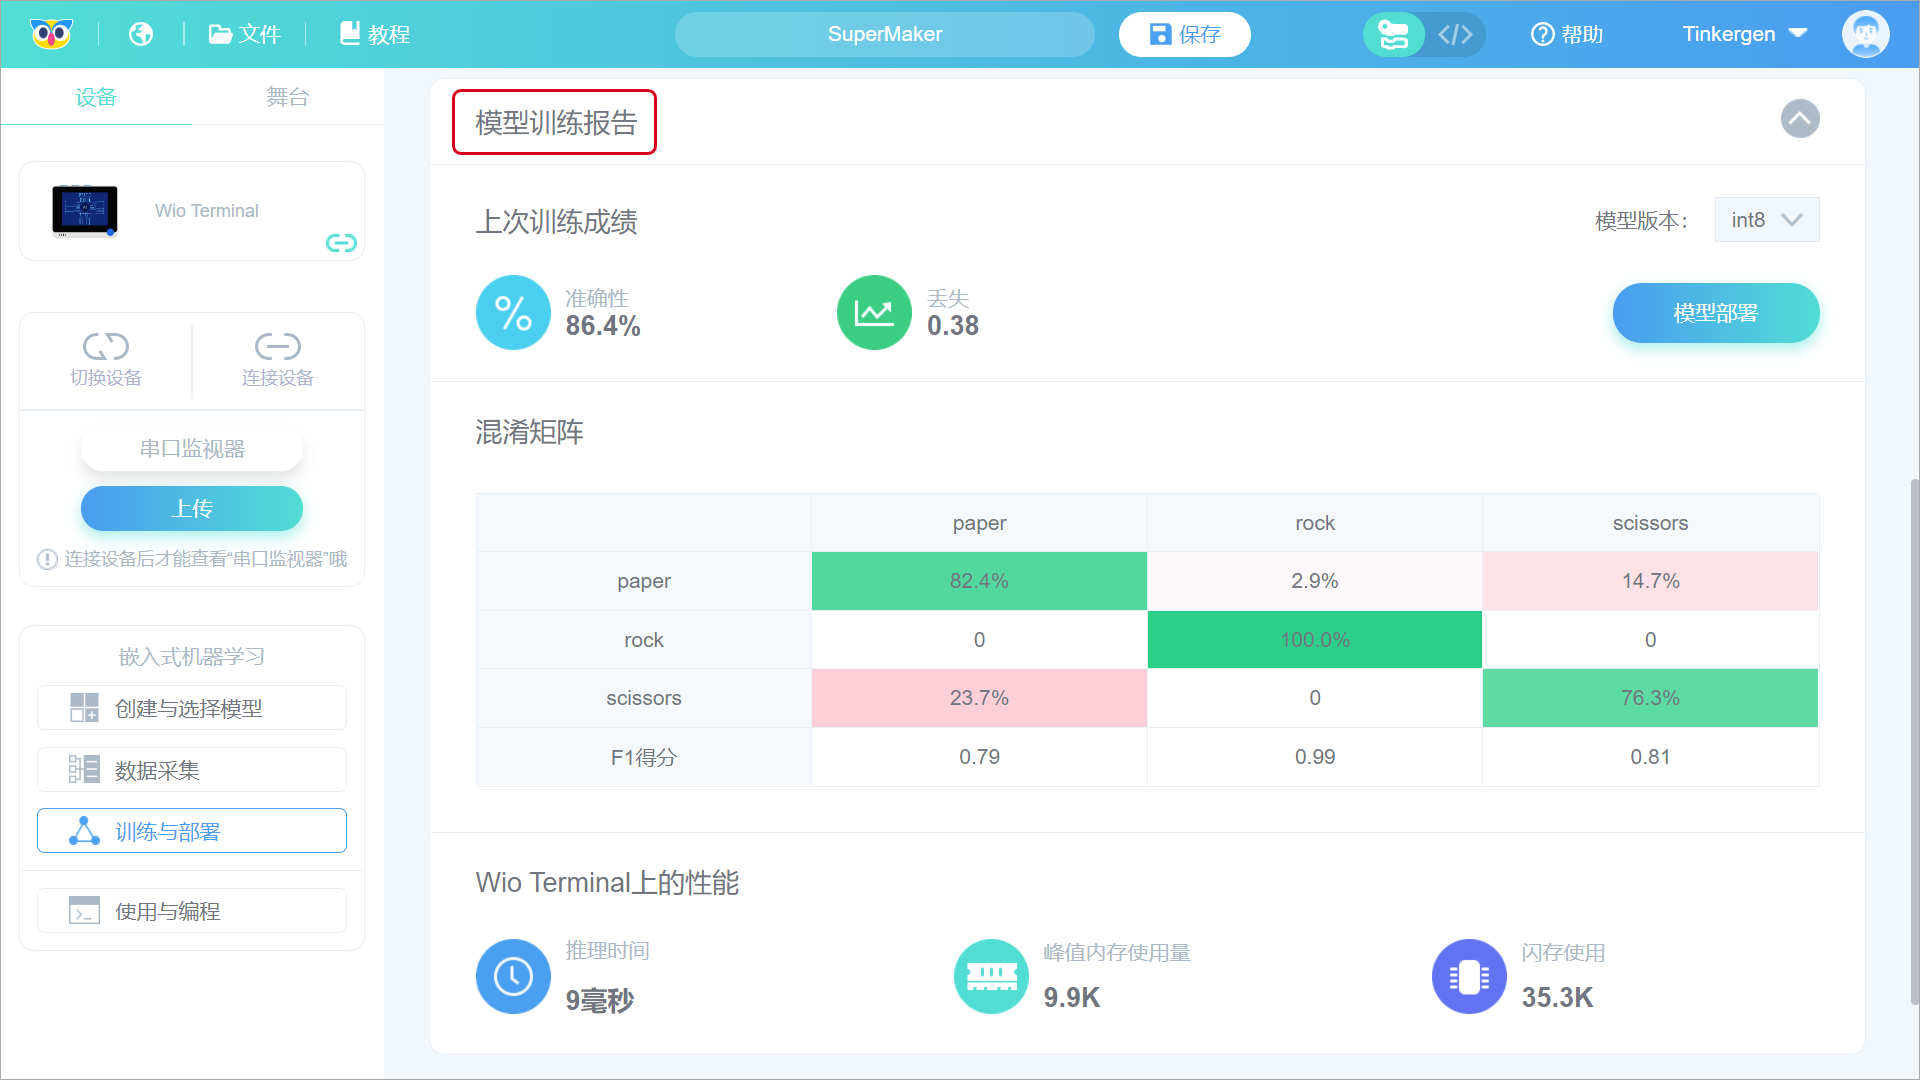 文件
教程
SuperMaker
保存
</>
帮助
Tinkergen
设备
舞台
Wio Terminal
切换设备
连接设备
串口监视器
上传
连接设备后才能查看“串口监视器”哦
嵌入式机器学习
创建与选择模型
数据采集
训练与部署
使用与编程
模型训练报告
上次训练成绩
模型版本：
int8
准确性
86.4%
丢失
0.38
模型部署
混淆矩阵
paper rock scissors
paper 82.4% 2.9% 14.7%
rock 0 100.0% 0
scissors 23.7% 0 76.3%
F1得分 0.79 0.99 0.81
Wio Terminal上的性能
推理时间
9毫秒
峰值内存使用量
9.9K
闪存使用
35.3K